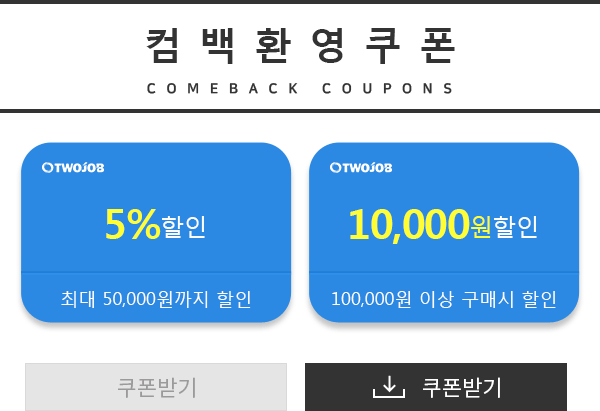 컴백환영쿠폰
COMEBACK COUPONS
OTWOJOB
5%할인
최대 50,000원까지 할인
OTWOJOB
10,000원할인
100,000원 이상 구매시 할인
쿠폰받기
쿠폰받기